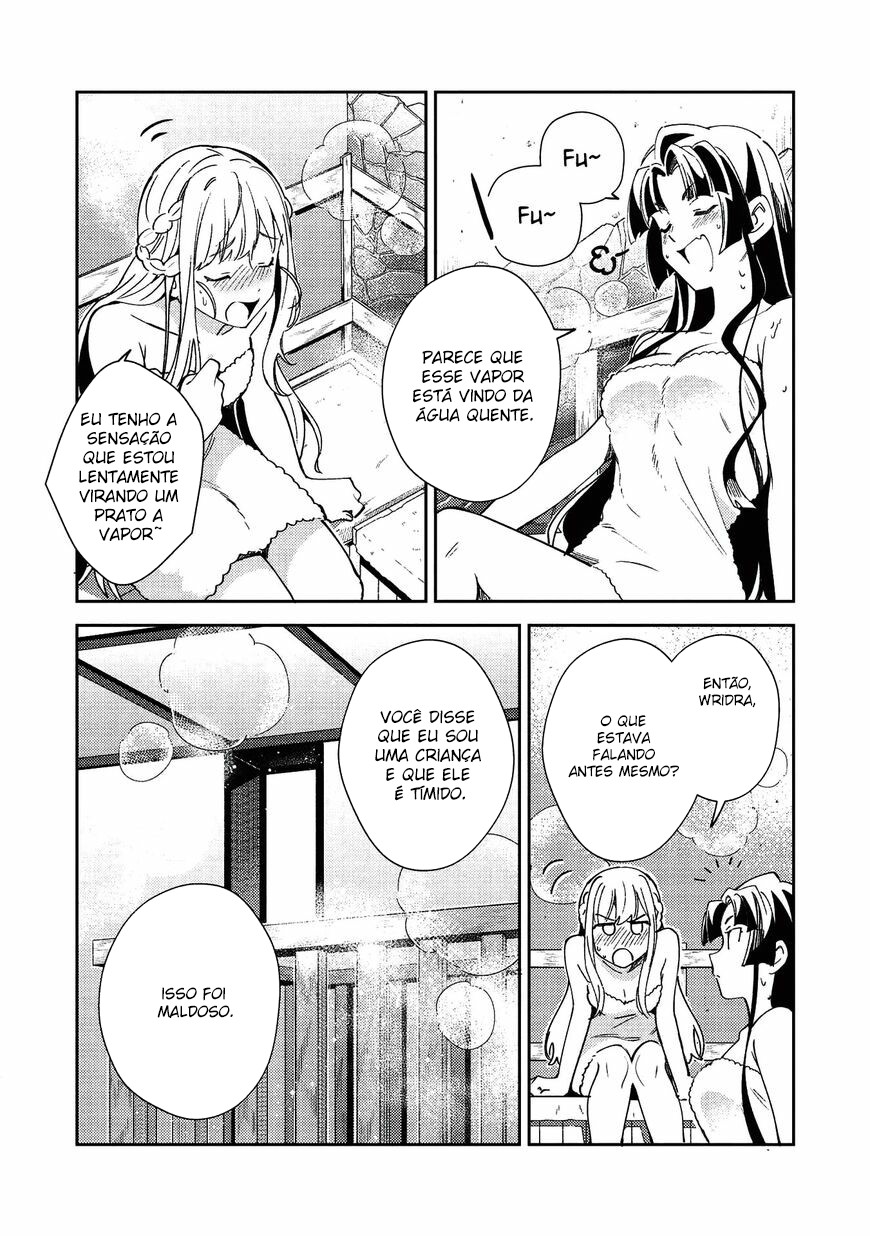 FU~
FU~
PARECE QUE
ESSE VAPOR
ESTÁ VINDO DA
ÁGUA QUENTE.
EU TENHO A
SENSAÇÃO
QUE ESTOU
LENTAMENTE
VIRANDO UM
PRATO A
VAPOR~
ENTÃO,
WRIDRA,
O QUE
ESTAVA
FALANDO
ANTES MESMO?
VOCÊ DISSE
QUE EU SOU
UMA CRIANÇA
E QUE ELE
É TÍMIDO.
ISSO FOI
MALDOSO.